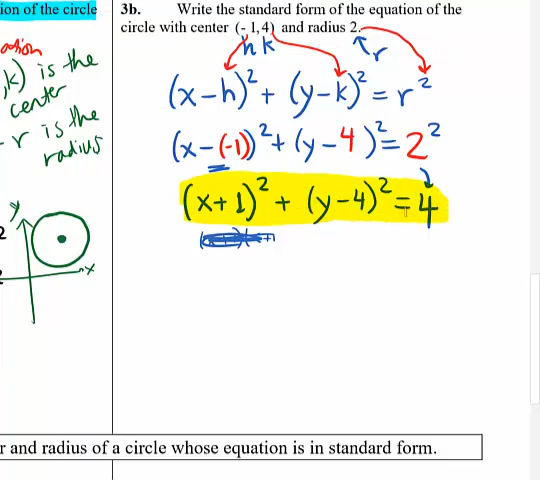 ion of the circle
ation
,k) is the
center
r is the
radius
y
2
x
3b. Write the standard form of the equation of the
circle with center (- 1,4) and radius 2.
h k r
(x-h)² + (y-k)² = r²
(x-(-1))² + (y-4)² = 2²
(x+1)² + (y-4)² = 4
r and radius of a circle whose equation is in standard form.